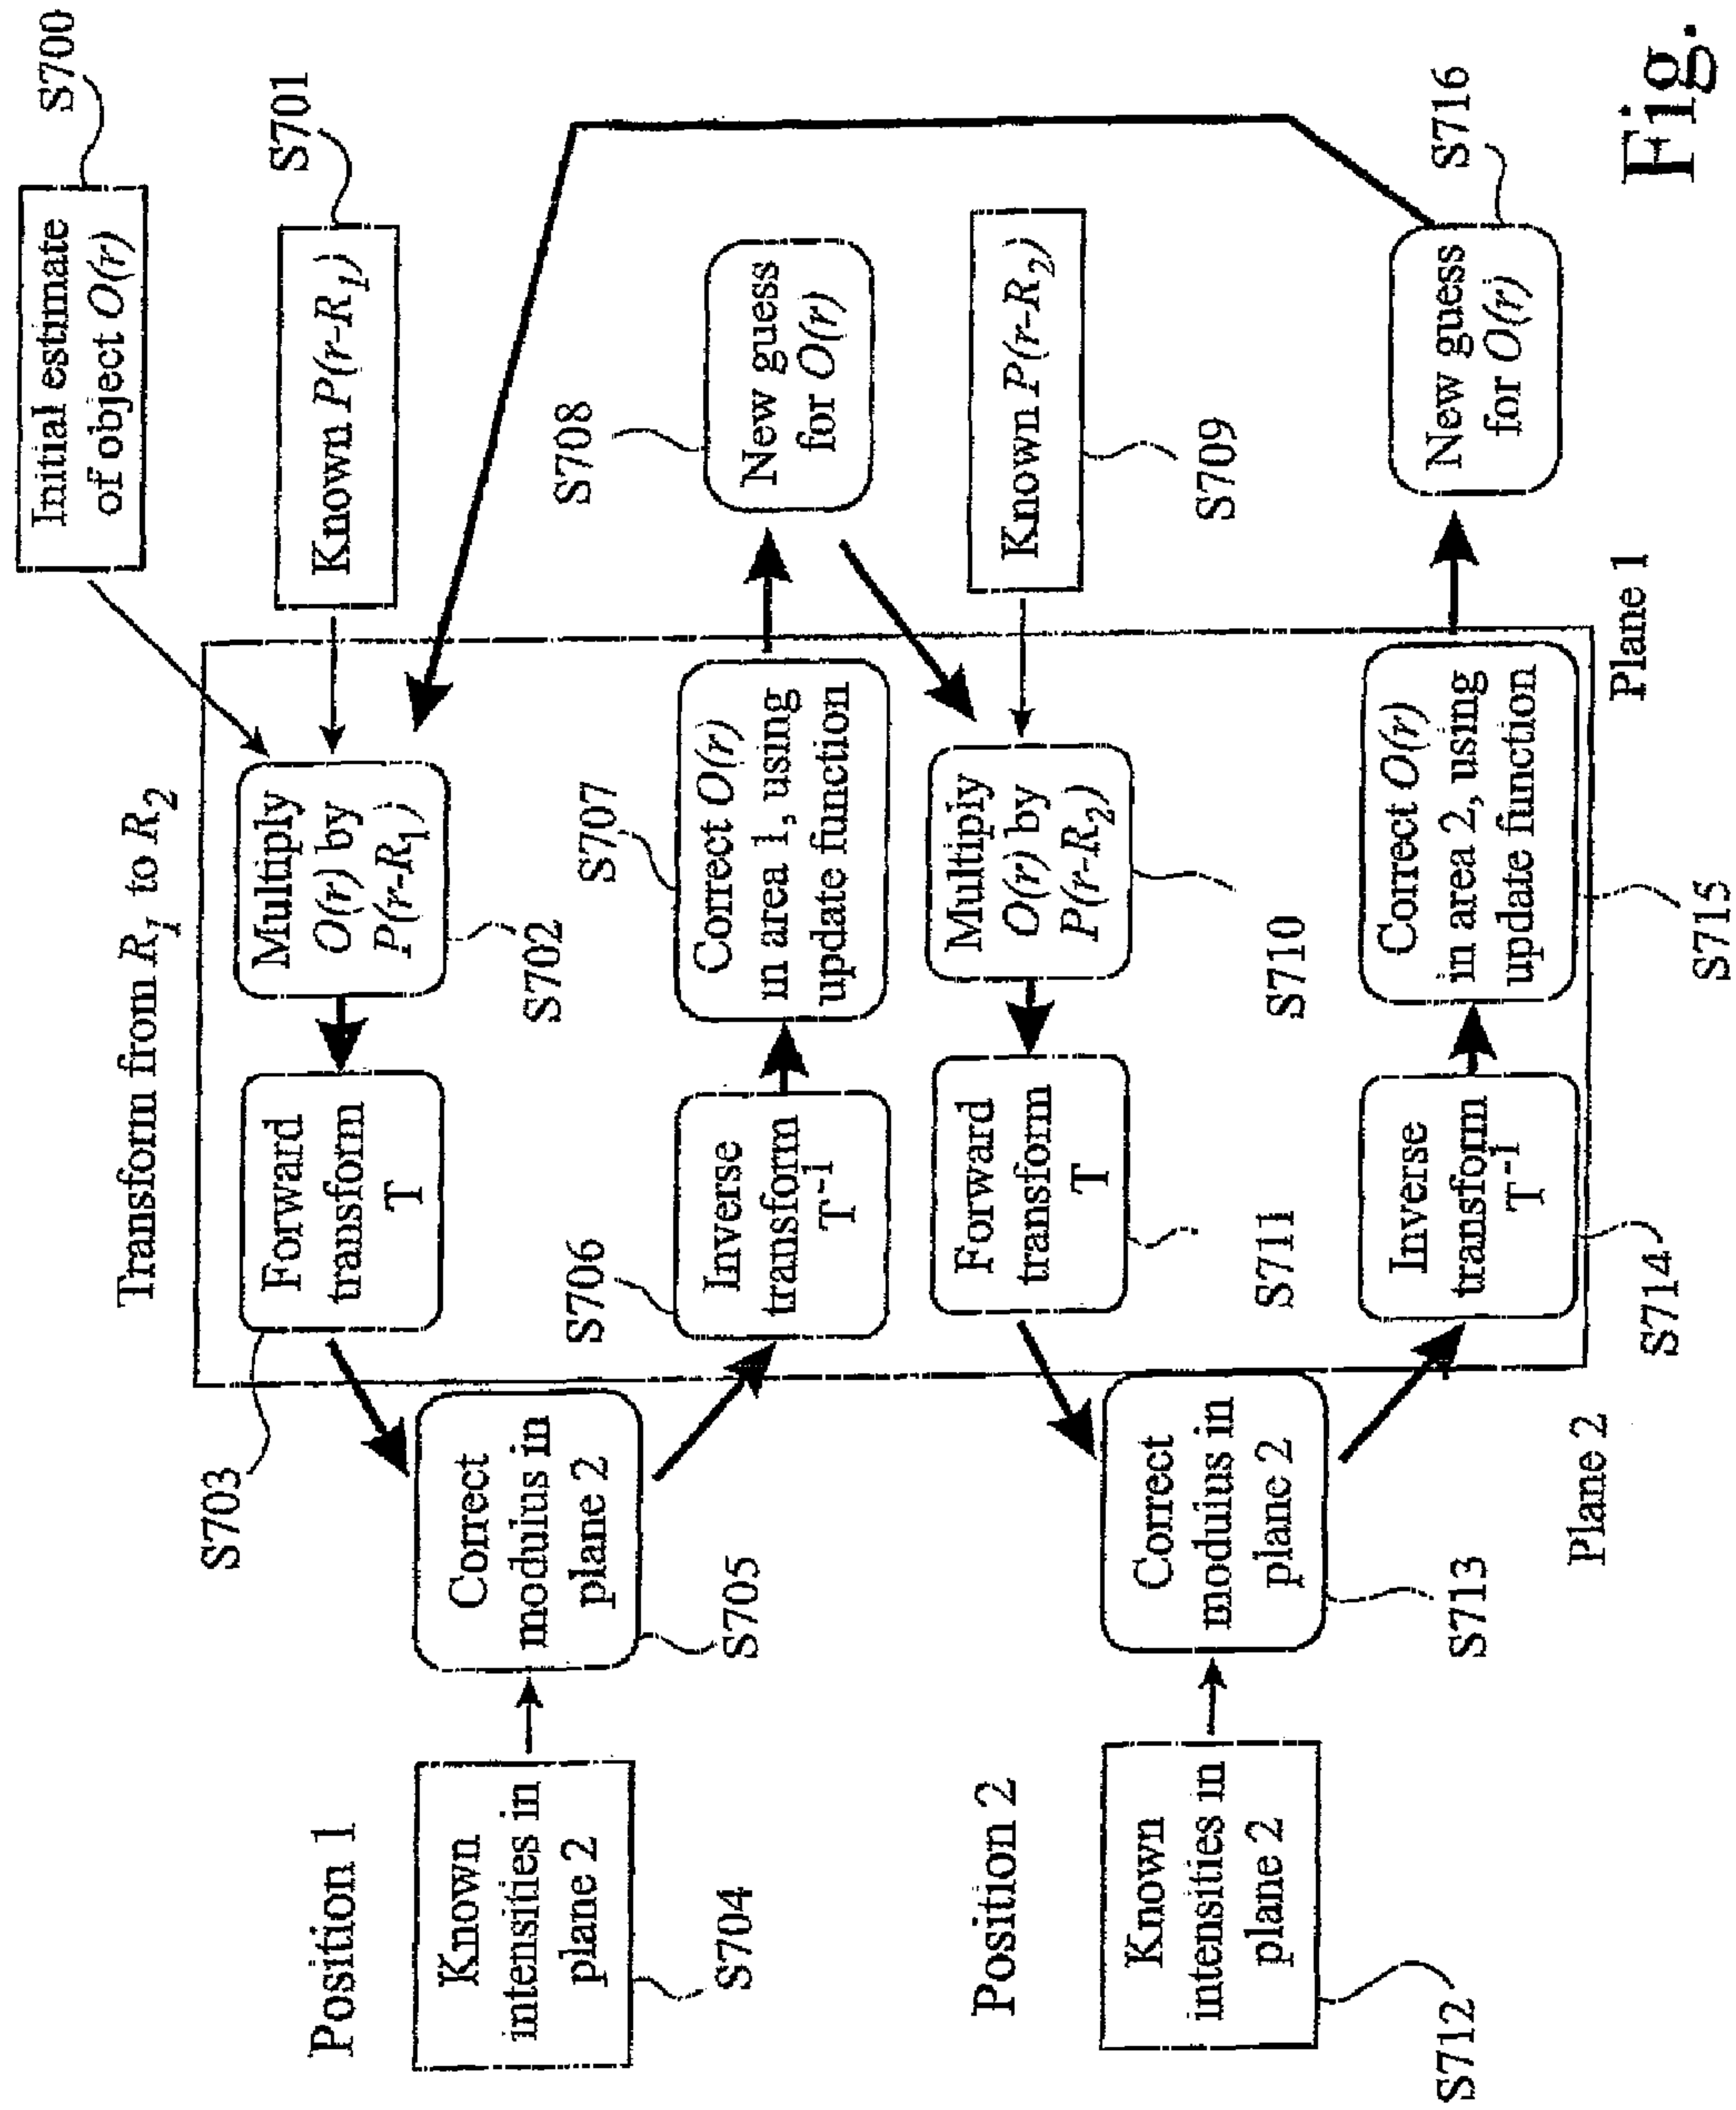 Transform from R1 to R2
S700
Initial estimate
of object O(r)
S701
Known P(r-R1)
Multiply
O(r) by
P(r-R1)
S702
Forward
transform
T
S703
Position 1
Known
intensities in
plane 2
S704
Correct
modulus in
plane 2
S705
S706
Inverse
transform
T-1
S707
Correct O(r)
in area 1, using
update function
S708
New guess
for O(r)
Known P(r-R2)
S709
Multiply
O(r) by
P(r-R2)
S710
Forward
transform
T
S711
Position 2
Known
intensities in
plane 2
S712
Correct
modulus in
plane 2
S713
Inverse
transform
T-1
S714
Correct O(r)
in area 2, using
update function
S715
New guess
for O(r)
S716
Plane 2
Plane 1
Fig.